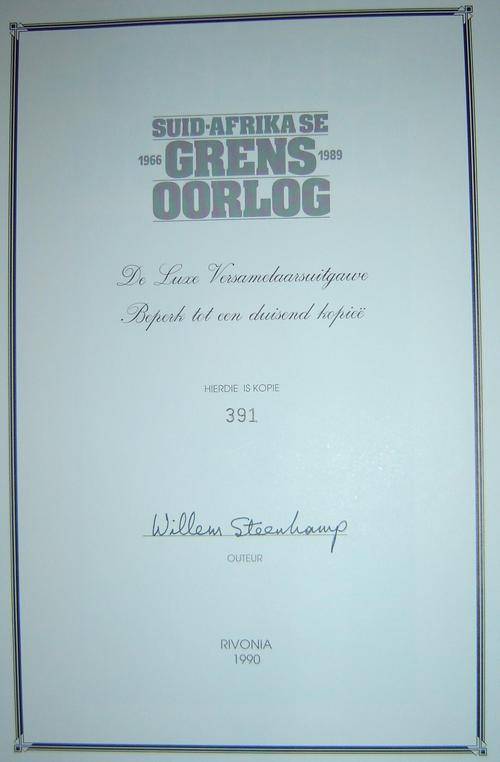 SUID-AFRIKA SE
1966 GRENS 1989
OORLOG
De Luxe Versamelaarsuitgawe
Beperk tot een duisend kopieë
HIERDIE IS KOPIE
391
Willem Steenkamp
OUTEUR
RIVONIA
1990